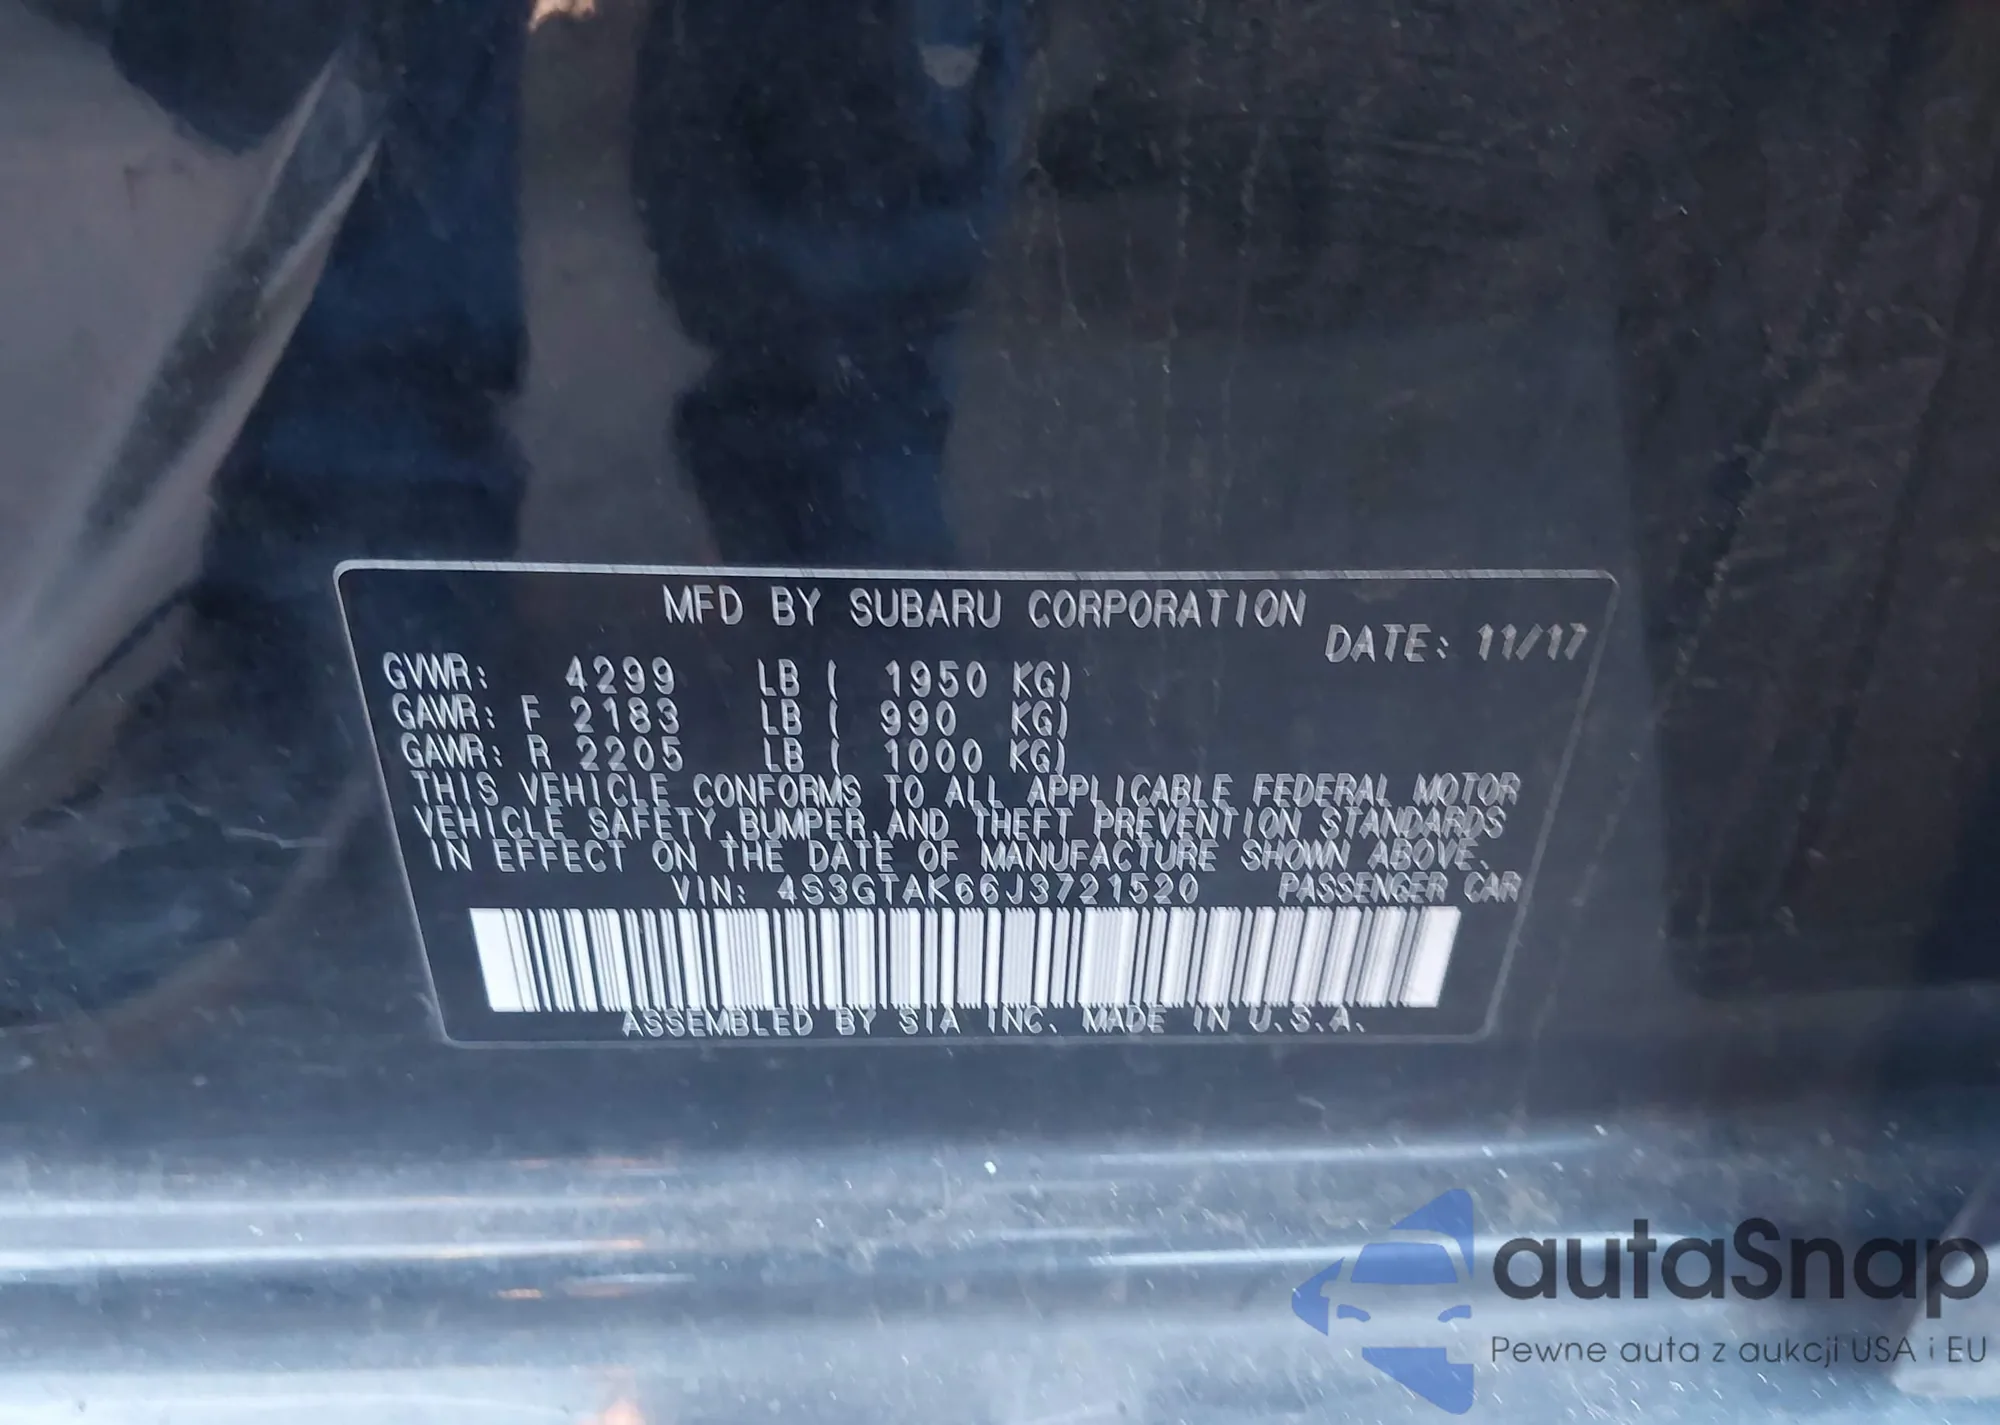 MFD BY SUBARU CORPORATION
DATE: 11/17
GVWR: 4299 LB ( 1950 KG)
GAWR: F 2183 LB ( 990 KG)
GAWR: R 2205 LB ( 1000 KG)
THIS VEHICLE CONFORMS TO ALL APPLICABLE FEDERAL MOTOR
VEHICLE SAFETY,BUMPER,AND THEFT PREVENTION STANDARDS
IN EFFECT ON THE DATE OF MANUFACTURE SHOWN ABOVE.
VIN: 4S3GTAK66J3721520 PASSENGER CAR
ASSEMBLED BY SIA INC. MADE IN U.S.A.
autaSnap
Pewne auta z aukcji USA i EU